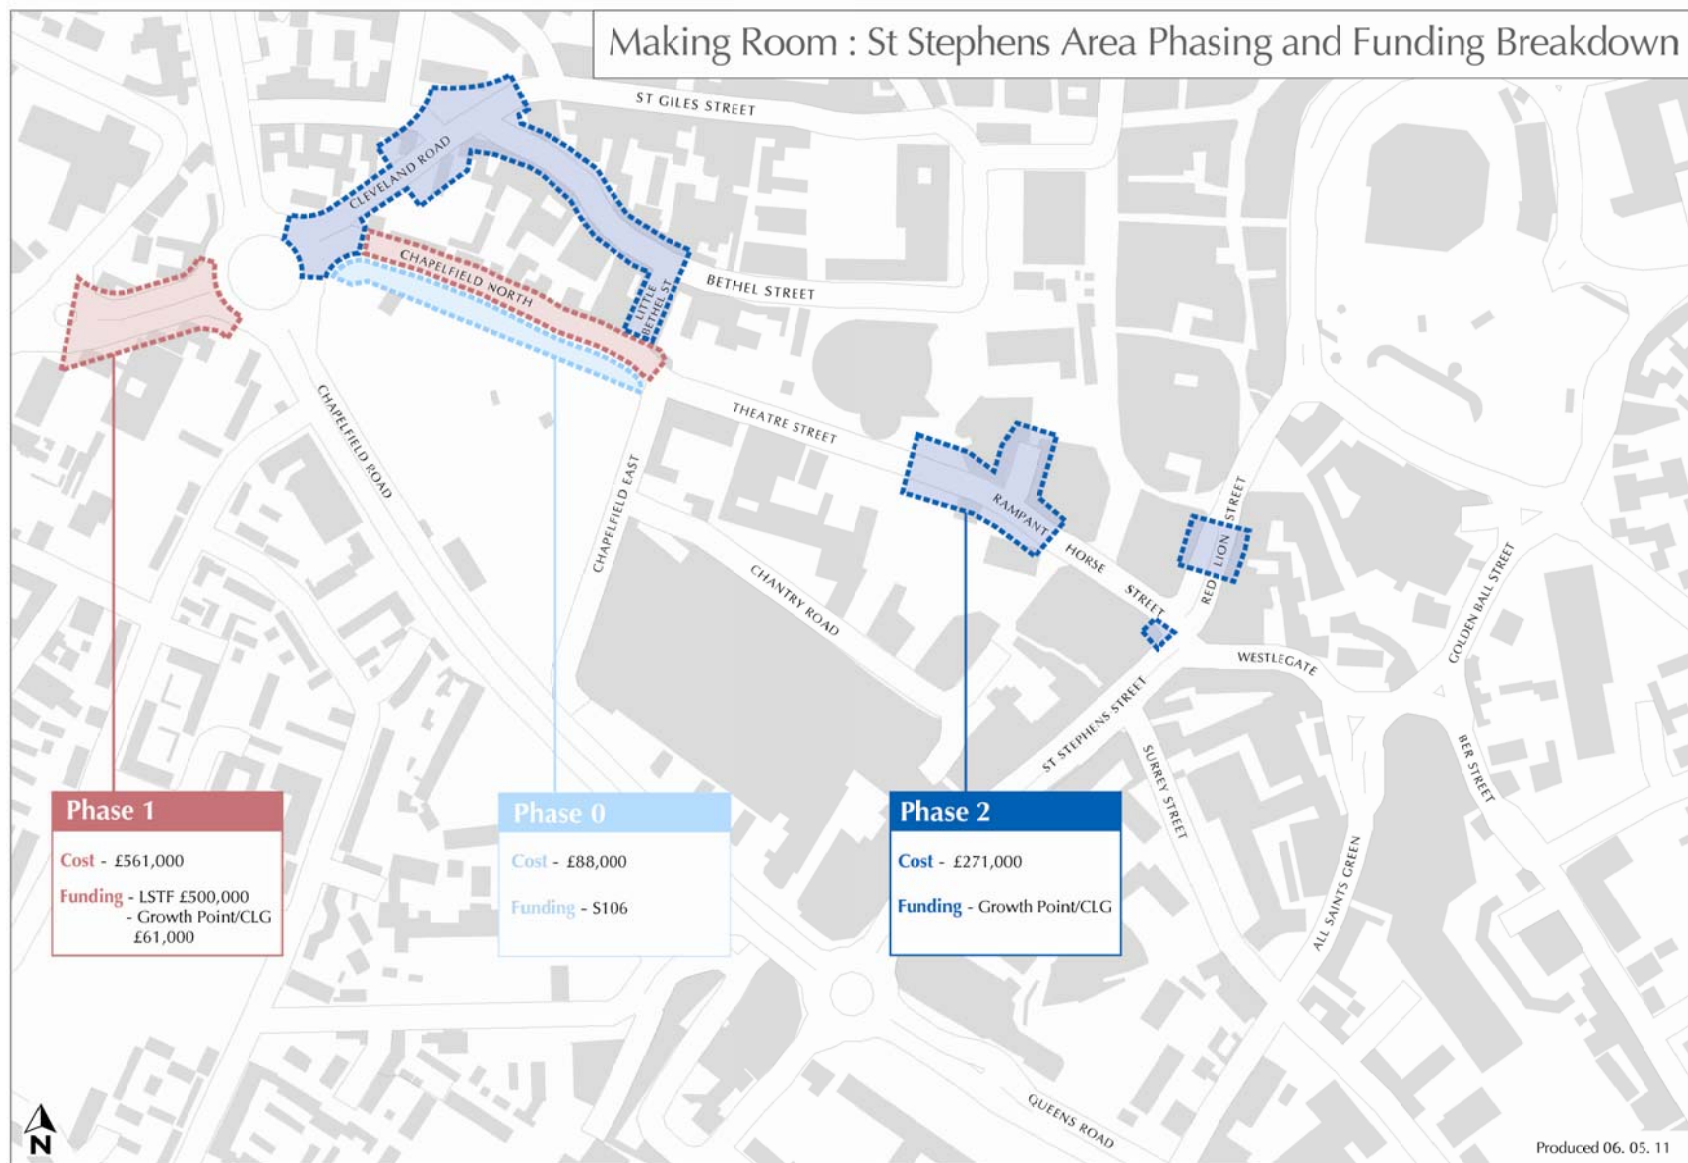 Making Room : St Stephens Area Phasing and Funding Breakdown
ST GILES STREET
CLEVELAND ROAD
CHAPELFIELD NORTH
LITTLE
BETHEL ST
BETHEL STREET
THEATRE STREET
CHAPELFIELD ROAD
CHAPELFIELD EAST
RAMPANT
HORSE
STREET
RED LION STREET
CHANTRY ROAD
GOLDEN BALL STREET
WESTLEGATE
ST STEPHENS STREET
SURREY STREET
BER STREET
ALL SAINTS GREEN
QUEENS ROAD
Phase 1
Cost - £561,000
Funding - LSTF £500,000
- Growth Point/CLG
£61,000
Phase 0
Cost - £88,000
Funding - S106
Phase 2
Cost - £271,000
Funding - Growth Point/CLG
N
Produced 06. 05. 11